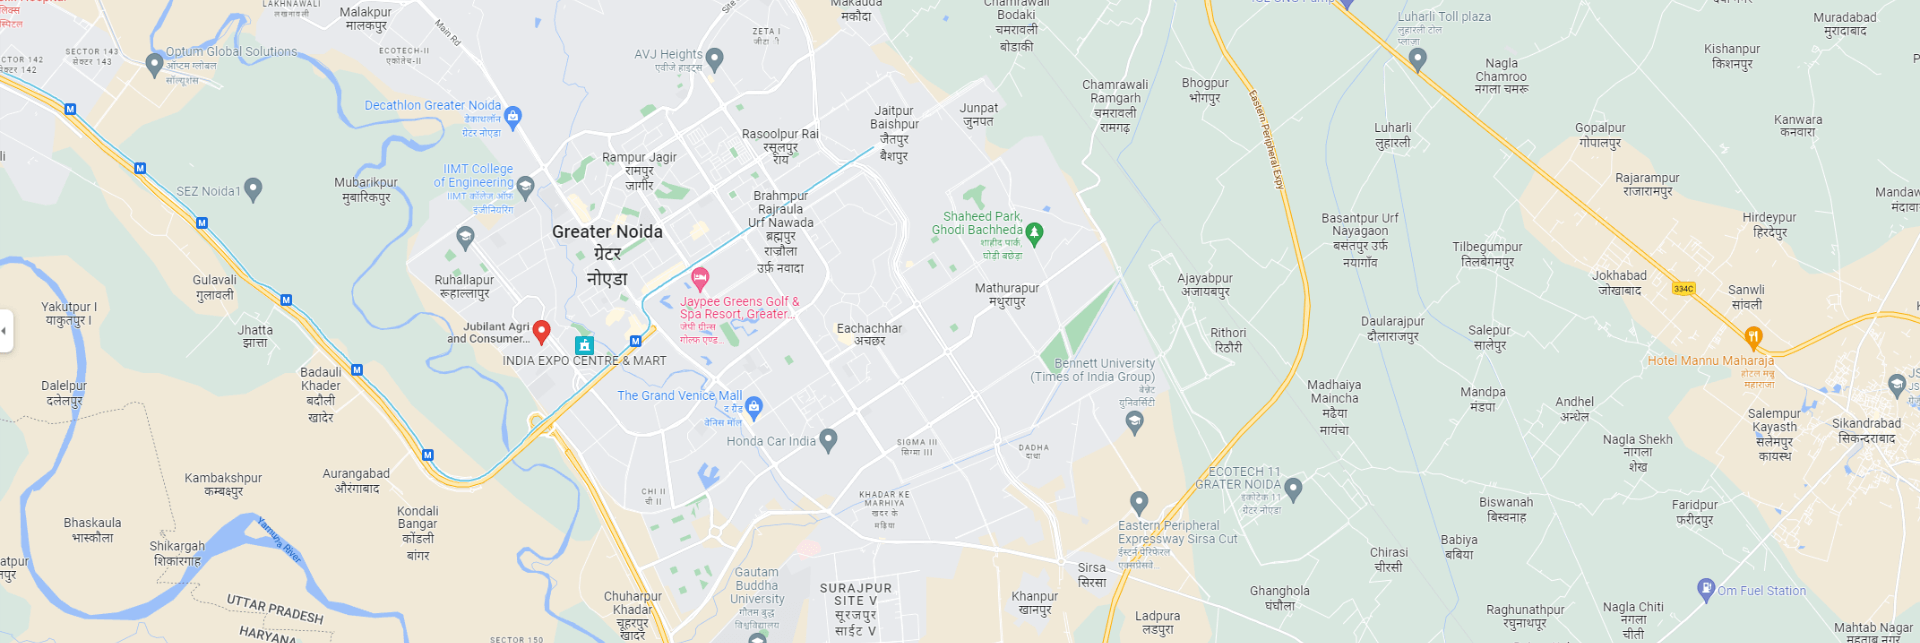 LAKHNAWALI
लखनावली
Malakpur
मालकपुर
ZETA I
जीटा I
Makauda
मकौदा
Chamrawali
Bodaki
चमरावली
बोडाकी
Luharli Toll plaza
लुहारली टोल
प्लाज़ा
Muradabad
मुरादाबाद
Main Rd
SECTOR 143
सेक्टर 143
ECOTECH-II
एकोतेच-II
Optum Global Solutions
ऑप्टम ग्लोबल
सोल्यूशंस
AVJ Heights
एवीजे हाइट्स
Kishanpur
किशनपुर
Nagla
Chamroo
नगला चमरू
Decathlon Greater Noida
डेकाथलॉन
ग्रेटर नोएडा
Jaitpur
Baishpur
जैतपुर
बैशपुर
Junpat
जुनपत
Chamrawali
Ramgarh
चमरावली
रामगढ़
Bhogpur
भोगपुर
Eastern Peripheral Expy
Luharli
लुहारली
Gopalpur
गोपालपुर
Kanwara
कनवारा
Rasoolpur Rai
रसूलपुर
राय
Rampur Jagir
रामपुर
जागीर
SEZ Noida1
Mubarikpur
मुबारिकपुर
IIMT College
of Engineering
IIMT कॉलेज ऑफ
इंजीनियरिंग
Rajarampur
राजारामपुर
Brahmpur
Rajraula
Urf Nawada
ब्रह्मपुर
राज्रौला
उर्फ़ नवादा
Shaheed Park,
Ghodi Bachheda
शाहीद पार्क,
घोड़ी बछेडा
Greater Noida
ग्रेटर
नोएडा
Basantpur Urf
Nayagaon
बसंतपुर उर्फ
नयागाँव
Tilbegumpur
तिलबेगमपुर
Hirdeypur
हिरदेपुर
Gulavali
गुलावली
Ruhallapur
रूहाल्लापुर
Jaypee Greens Golf &
Spa Resort, Greater...
जेपी ग्रीन्स
गोल्फ एण्ड...
Mathurapur
मथुरापुर
Ajayabpur
अजायबपुर
Jokhabad
जोखाबाद
334C
Sanwli
सांवली
Yakutpur I
याकुतपुर I
Jhatta
झात्ता
Jubilant Agri
and Consumer...
INDIA EXPO CENTRE & MART
Eachachhar
अचछर
Rithori
रिठौरी
Daularajpur
दौलाराजपुर
Salepur
सालेपुर
Hotel Mannu Maharaja
होटल मन्नू
महाराजा
Dalelpur
दलेलपुर
Badauli
Khader
बदौली
खादेर
The Grand Venice Mall
द ग्रैंड
वेनिस मॉल
Bennett University
(Times of India Group)
बेन्नेट
यूनिवर्सिटी
Madhaiya
Maincha
मढैया
मायंचा
Mandpa
मंडपा
Andhel
अन्धेल
Salempur
Kayasth
सलेमपुर
कायस्थ
Sikandrabad
सिकन्दराबाद
Honda Car India
SIGMA III
सिग्मा III
DADHA
दाधा
Nagla Shekh
नागला
शेख
Kambakshpur
कम्बक्श्पुर
Aurangabad
औरंगाबाद
CHI II
ची II
KHADAR KE
MARHIYA
खदर के
मढ़िया
ECOTECH 11
GRATER NOIDA
इकोटेक 11
ग्रेटर नोएडा
Bhaskaula
भास्कौला
Shikargah
शिकारगाह
Yamuna River
Kondali
Bangar
कोंडली
बांगर
Eastern Peripheral
Expressway Sirsa Cut
ईस्टर्न पेरिफेरल
एक्सप्रेसवे
Biswanah
बिस्वनाह
Faridpur
फरीदपुर
Babiya
बबिया
Chirasi
चीरसी
Sirsa
सिरसा
Gautam
Buddha
University
गौतम बुद्ध
विश्वविद्यालय
SURAJPUR
SITE V
सूरजपुर
साईट V
Khanpur
खानपुर
Ghanghola
घंघौला
Om Fuel Station
UTTAR PRADESH
HARYANA
Chuharpur
Khadar
चूहरपुर
खादर
SECTOR 150
Ladpura
लडपुरा
Raghunathpur
रघुनाथपूर
Nagla Chiti
नगला
चीती
Mahtab Nagar